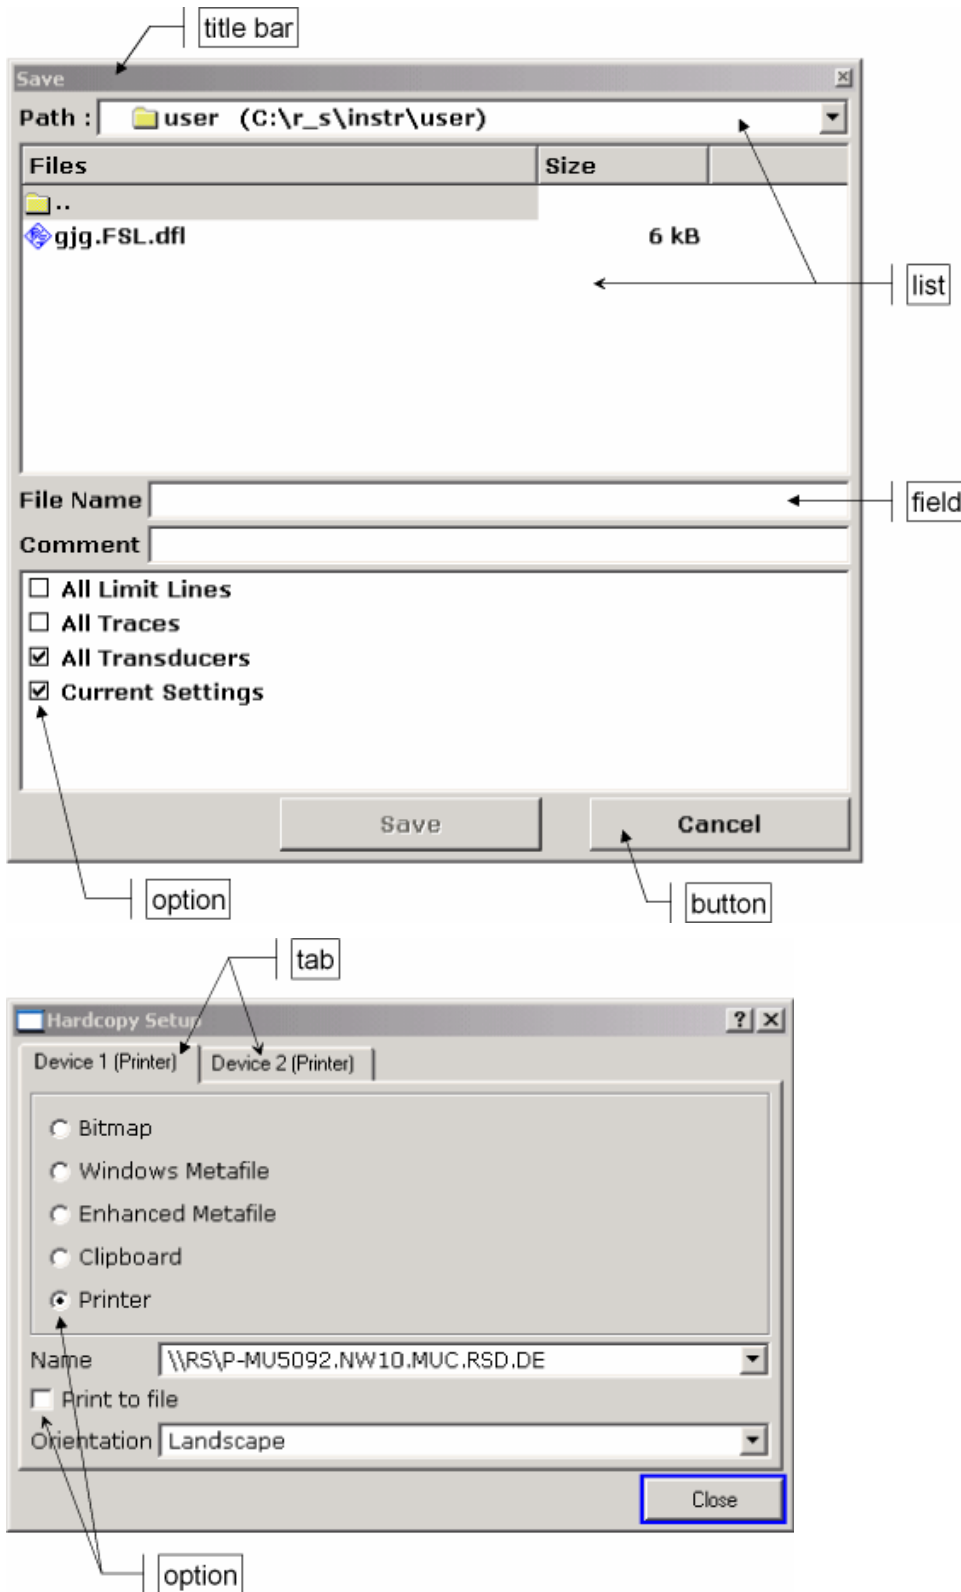 title bar
Save
Path : user (C:\r_s\instr\user)
Files Size
..
gjg.FSL.dfl 6 kB
list
File Name
field
Comment
All Limit Lines
All Traces
All Transducers
Current Settings
Save Cancel
option
button
tab
Hardcopy Setup
Device 1 (Printer) Device 2 (Printer)
Bitmap
Windows Metafile
Enhanced Metafile
Clipboard
Printer
Name \\RS\P-MU5092.NW10.MUC.RSD.DE
Print to file
Orientation Landscape
Close
option